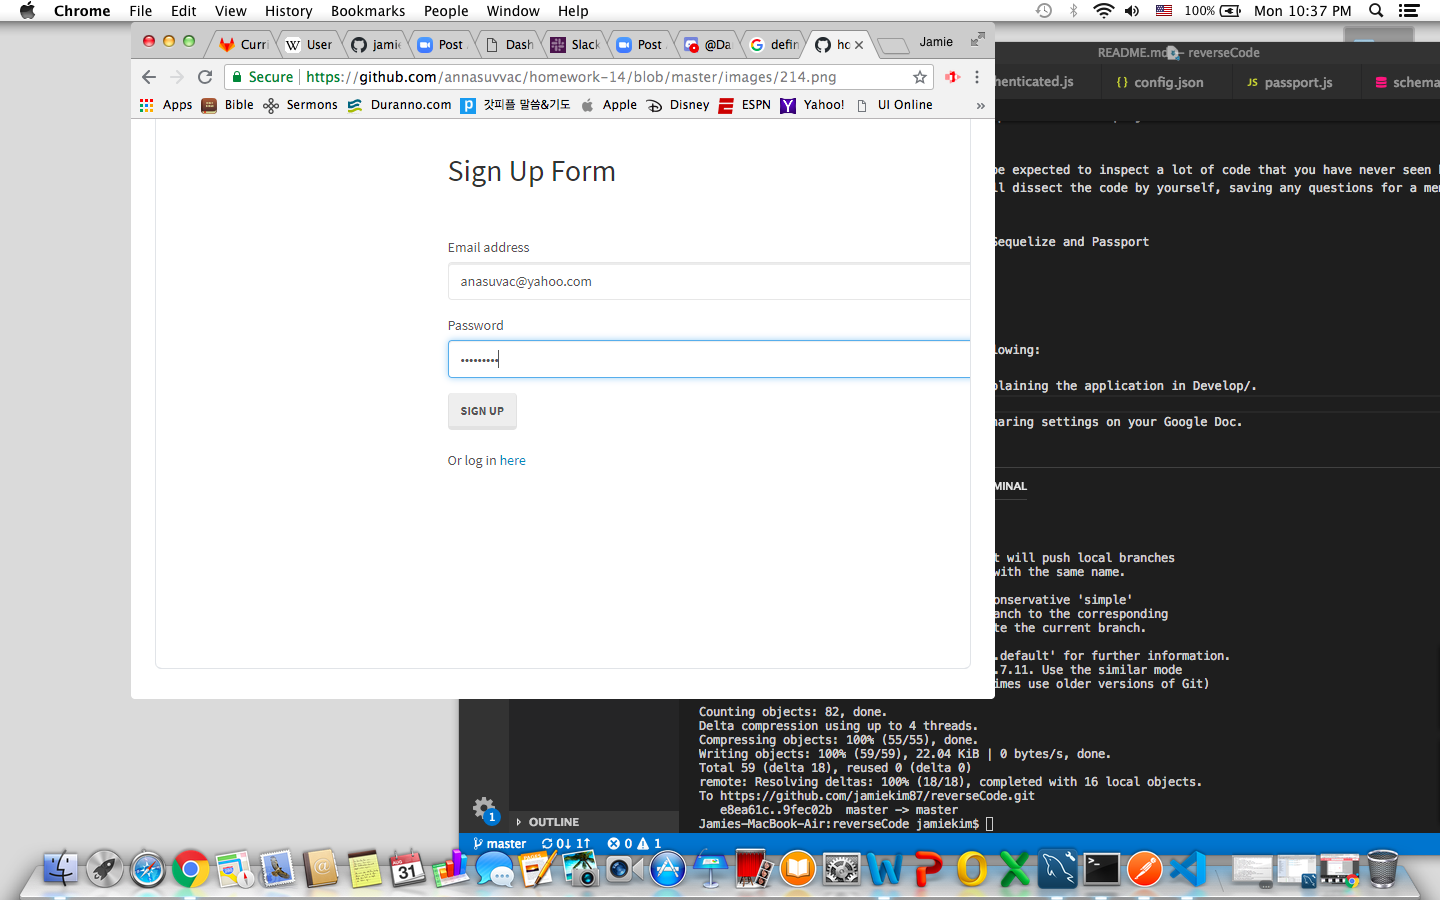 Chrome File Edit View History Bookmarks People Window Help 100% Mon 10:37 PM
Curri User jamie Post Dash Slack Post @Da defin ho Jamie
Secure https://github.com/annasuvvac/homework-14/blob/master/images/214.png
Apps Bible Sermons Duranno.com 갓피플 말씀&기도 Apple Disney ESPN Yahoo! UI Online »
Sign Up Form
Email address
anasuvac@yahoo.com
Password
SIGN UP
Or log in here
README.md — reverseCode
henticated.js {} config.json JS passport.js schema
be expected to inspect a lot of code that you have never seen
ll dissect the code by yourself, saving any questions for a me
Sequelize and Passport
lowing:
plaining the application in Develop/.
haring settings on your Google Doc.
MINAL
t will push local branches
with the same name.
onservative 'simple'
anch to the corresponding
te the current branch.
.default' for further information.
.7.11. Use the similar mode
imes use older versions of Git)
Counting objects: 82, done.
Delta compression using up to 4 threads.
Compressing objects: 100% (55/55), done.
Writing objects: 100% (59/59), 22.04 KiB | 0 bytes/s, done.
Total 59 (delta 18), reused 0 (delta 0)
remote: Resolving deltas: 100% (18/18), completed with 16 local objects.
To https://github.com/jamiekim87/reverseCode.git
e8ea61c..9fec02b master -> master
Jamies-MacBook-Air:reverseCode jamiekim$
1
OUTLINE
master 0↓ 1↑ 0 1
AUG 31